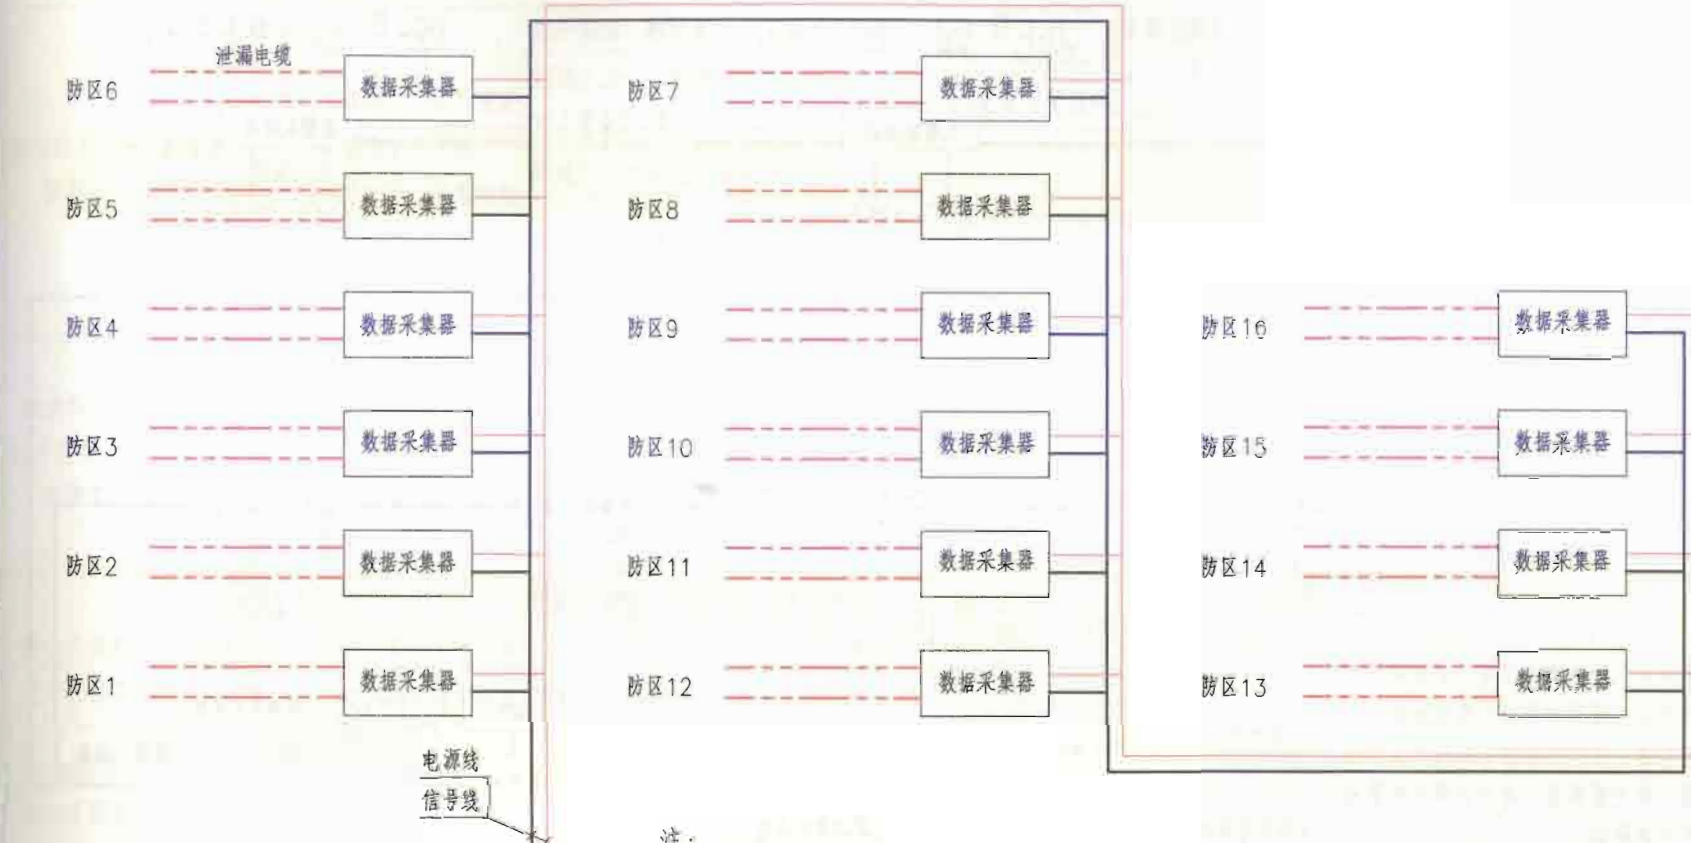 泄漏电缆
防区6
数据采集器
防区7
数据采集器
防区5
数据采集器
防区8
数据采集器
防区4
数据采集器
防区9
数据采集器
防区16
数据采集器
防区3
数据采集器
防区10
数据采集器
防区15
数据采集器
防区2
数据采集器
防区11
数据采集器
防区14
数据采集器
防区1
数据采集器
防区12
数据采集器
防区13
数据采集器
电源线
信号线
注: